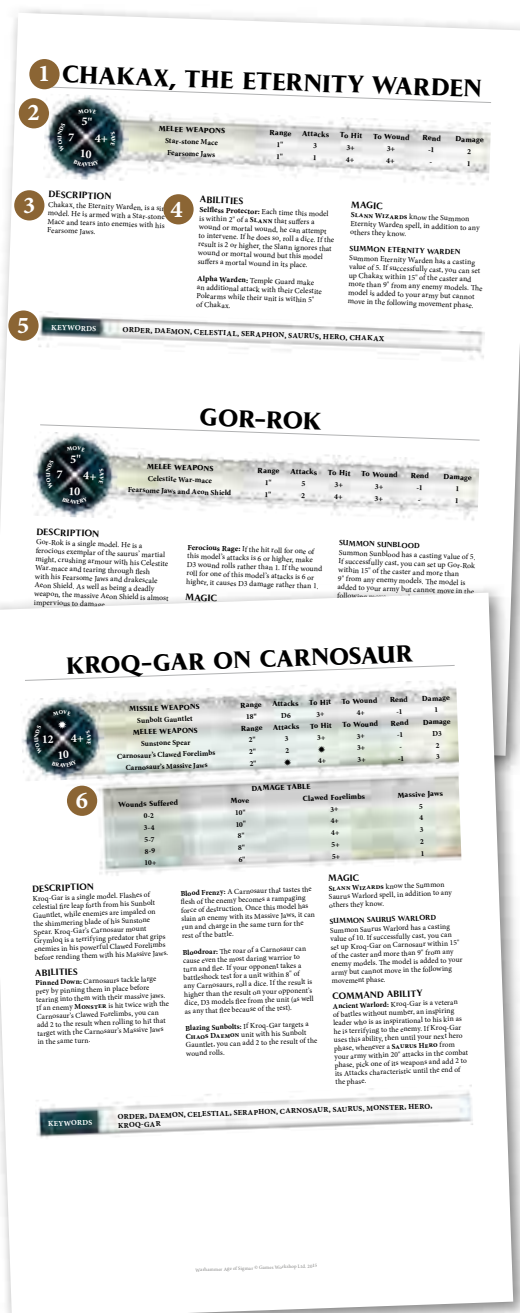 1 CHAKAX, THE ETERNITY WARDEN
2
MOVE 5" SAVE 4+ BRAVERY 10 WOUNDS 7
MELEE WEAPONS Range Attacks To Hit To Wound Rend Damage
Star-stone Mace 1" 3 3+ 3+ -1 2
Fearsome Jaws 1" 1 4+ 4+ - 1
3 DESCRIPTION
Chakax, the Eternity Warden, is a
model. He is armed with a Star-stone
Mace and tears into enemies with his
Fearsome Jaws.
4 ABILITIES
Selfless Protector: Each time this model
is within 2" of a SLANN that suffers a
wound or mortal wound, he can attempt
to intervene. If he does so, roll a dice. If the
result is 2 or higher, the Slann ignores that
wound or mortal wound but this model
suffers a mortal wound in its place.
Alpha Warden: Temple Guard make
an additional attack with their Celestite
Polearms while their unit is within 5"
of Chakax.
MAGIC
SLANN WIZARDS know the Summon
Eternity Warden spell, in addition to any
others they know.
SUMMON ETERNITY WARDEN
Summon Eternity Warden has a casting
value of 5. If successfully cast, you can set
up Chakax within 15" of the caster and
more than 9" from any enemy models. The
model is added to your army but cannot
move in the following movement phase.
5 KEYWORDS ORDER, DAEMON, CELESTIAL, SERAPHON, SAURUS, HERO, CHAKAX
GOR-ROK
MOVE 5" SAVE 4+ BRAVERY 10 WOUNDS 7
MELEE WEAPONS Range Attacks To Hit To Wound Rend Damage
Celestite War-mace 1" 5 3+ 3+ -1 1
Fearsome Jaws and Aeon Shield 1" 2 4+ 3+ - 1
DESCRIPTION
Gor-Rok is a single model. He is a
ferocious exemplar of the saurus' martial
might, crushing armour with his Celestite
War-mace and tearing through flesh
with his Fearsome Jaws and drakescale
Aeon Shield. As well as being a deadly
weapon, the massive Aeon Shield is almost
impervious to damage.
Ferocious Rage: If the hit roll for one of
this model's attacks is 6 or higher, make
D3 wound rolls rather than 1. If the wound
roll for one of this model's attacks is 6 or
higher, it causes D3 damage rather than 1.
MAGIC
SUMMON SUNBLOOD
Summon Sunblood has a casting value of 5.
If successfully cast, you can set up Gor-Rok
within 15" of the caster and more than
9" from any enemy models. The model is
added to your army but cannot move in the
following
KROQ-GAR ON CARNOSAUR
MOVE ✹ SAVE 4+ BRAVERY 10 WOUNDS 12
MISSILE WEAPONS Range Attacks To Hit To Wound Rend Damage
Sunbolt Gauntlet 18" D6 3+ 4+ -1 1
MELEE WEAPONS Range Attacks To Hit To Wound Rend Damage
Sunstone Spear 2" 3 3+ 3+ -1 D3
Carnosaur's Clawed Forelimbs 2" 2 ✹ 3+ - 2
Carnosaur's Massive Jaws 2" ✹ 4+ 3+ -1 3
6 DAMAGE TABLE
Wounds Suffered Move Clawed Forelimbs Massive Jaws
0-2 10" 3+ 5
3-4 10" 4+ 4
5-7 8" 4+ 3
8-9 8" 5+ 2
10+ 6" 5+ 1
DESCRIPTION
Kroq-Gar is a single model. Flashes of
celestial fire leap forth from his Sunbolt
Gauntlet, while enemies are impaled on
the shimmering blade of his Sunstone
Spear. Kroq-Gar's Carnosaur mount
Grymloq is a terrifying predator that grips
enemies in his powerful Clawed Forelimbs
before rending them with his Massive Jaws.
ABILITIES
Pinned Down: Carnosaurs tackle large
prey by pinning them in place before
tearing into them with their massive jaws.
If an enemy MONSTER is hit twice with the
Carnosaur's Clawed Forelimbs, you can
add 2 to the result when rolling to hit that
target with the Carnosaur's Massive Jaws
in the same turn.
Blood Frenzy: A Carnosaur that tastes the
flesh of the enemy becomes a rampaging
force of destruction. Once this model has
slain an enemy with its Massive Jaws, it can
run and charge in the same turn for the
rest of the battle.
Bloodroar: The roar of a Carnosaur can
cause even the most daring warrior to
turn and flee. If your opponent takes a
battleshock test for a unit within 8" of
any Carnosaurs, roll a dice. If the result is
higher than the result on your opponent's
dice, D3 models flee from the unit (as well
as any that flee because of the test).
Blazing Sunbolts: If Kroq-Gar targets a
CHAOS DAEMON unit with his Sunbolt
Gauntlet, you can add 2 to the result of the
wound rolls.
MAGIC
SLANN WIZARDS know the Summon
Saurus Warlord spell, in addition to any
others they know.
SUMMON SAURUS WARLORD
Summon Saurus Warlord has a casting
value of 10. If successfully cast, you can
set up Kroq-Gar on Carnosaur within 15"
of the caster and more than 9" from any
enemy models. The model is added to your
army but cannot move in the following
movement phase.
COMMAND ABILITY
Ancient Warlord: Kroq-Gar is a veteran
of battles without number, an inspiring
leader who is as inspirational to his kin as
he is terrifying to the enemy. If Kroq-Gar
uses this ability, then until your next hero
phase, whenever a SAURUS HERO from
your army within 20" attacks in the combat
phase, pick one of its weapons and add 2 to
its Attacks characteristic until the end of
the phase.
KEYWORDS ORDER, DAEMON, CELESTIAL, SERAPHON, CARNOSAUR, SAURUS, MONSTER, HERO,
KROQ-GAR